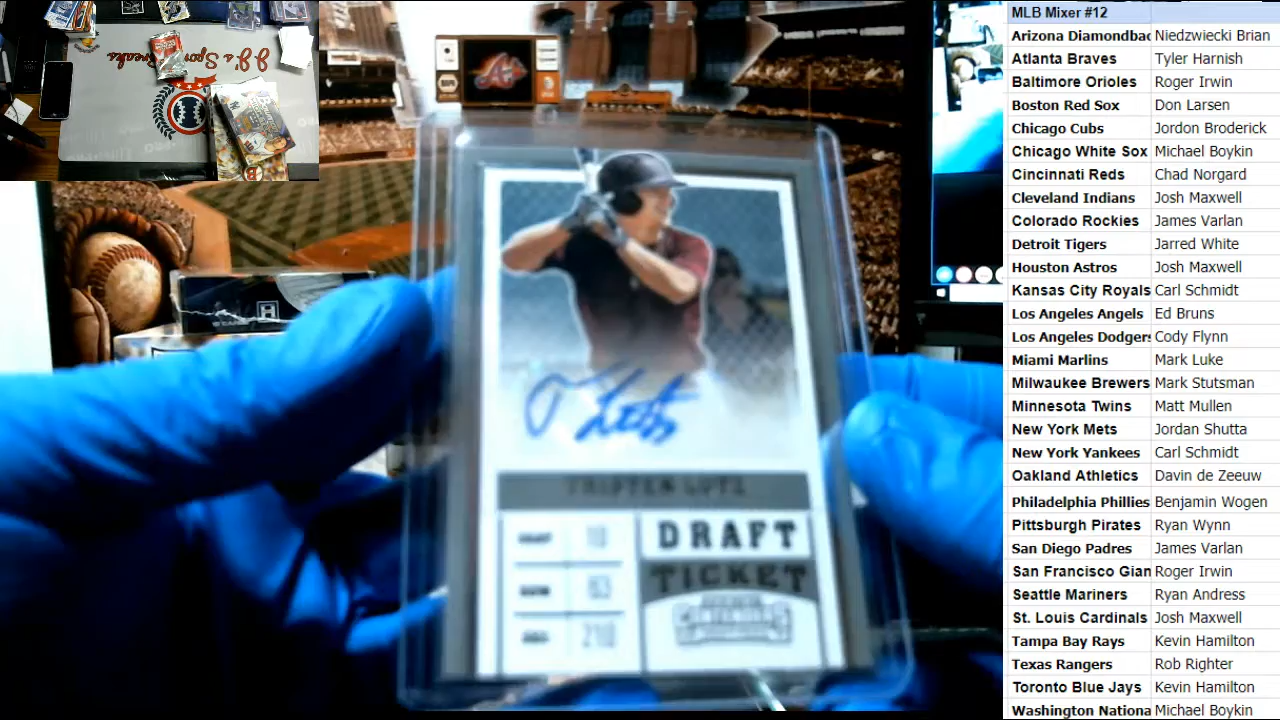 J.J.'s Sports Breaks
TRISTEN LUTZ
DRAFT
TICKET
CONTENDERS
210
MLB Mixer #12
Arizona Diamondbac Niedzwiecki Brian
Atlanta Braves Tyler Harnish
Baltimore Orioles Roger Irwin
Boston Red Sox Don Larsen
Chicago Cubs Jordon Broderick
Chicago White Sox Michael Boykin
Cincinnati Reds Chad Norgard
Cleveland Indians Josh Maxwell
Colorado Rockies James Varlan
Detroit Tigers Jarred White
Houston Astros Josh Maxwell
Kansas City Royals Carl Schmidt
Los Angeles Angels Ed Bruns
Los Angeles Dodgers Cody Flynn
Miami Marlins Mark Luke
Milwaukee Brewers Mark Stutsman
Minnesota Twins Matt Mullen
New York Mets Jordan Shutta
New York Yankees Carl Schmidt
Oakland Athletics Davin de Zeeuw
Philadelphia Phillies Benjamin Wogen
Pittsburgh Pirates Ryan Wynn
San Diego Padres James Varlan
San Francisco Gian Roger Irwin
Seattle Mariners Ryan Andress
St. Louis Cardinals Josh Maxwell
Tampa Bay Rays Kevin Hamilton
Texas Rangers Rob Righter
Toronto Blue Jays Kevin Hamilton
Washington Nationa Michael Boykin